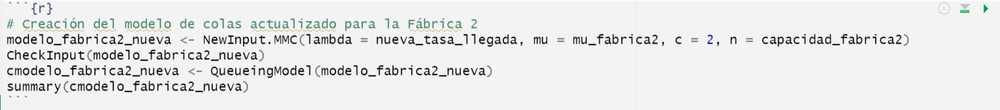 ```{r}
# Creación del modelo de colas actualizado para la Fábrica 2
modelo_fabrica2_nueva <- NewInput.MMC(lambda = nueva_tasa_llegada, mu = mu_fabrica2, c = 2, n = capacidad_fabrica2)
CheckInput(modelo_fabrica2_nueva)
cmodelo_fabrica2_nueva <- QueueingModel(modelo_fabrica2_nueva)
summary(cmodelo_fabrica2_nueva)
```